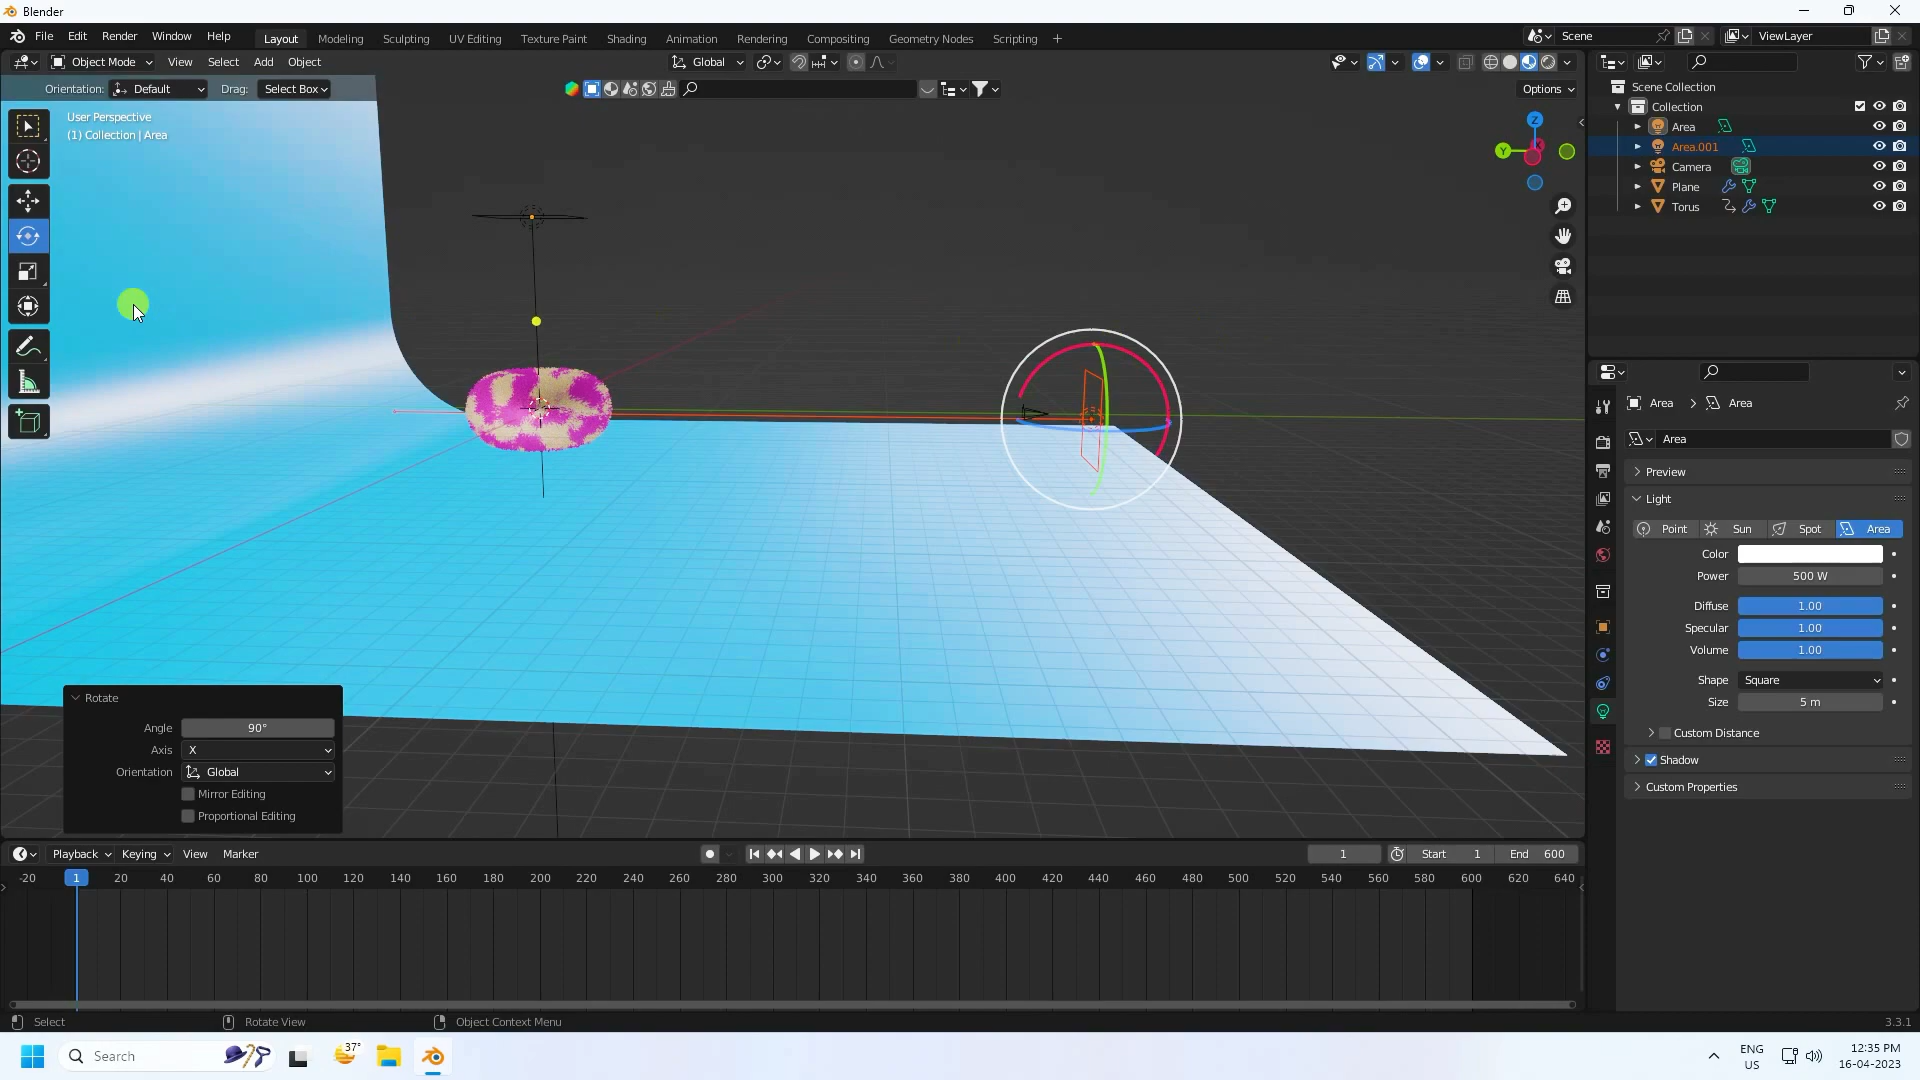 Blender
File Edit Render Window Help Layout Modeling Sculpting UV Editing Texture Paint Shading Animation Rendering Compositing Geometry Nodes Scripting + Scene ViewLayer
Object Mode View Select Add Object Global
Orientation: Default Drag: Select Box Options
User Perspective
(1) Collection | Area
Z
Y
Scene Collection
Collection
Area
Area.001
Camera
Plane
Torus
Area Area
Area
Preview
Light
Point Sun Spot Area
Color
Power 500 W
Diffuse 1.00
Specular 1.00
Volume 1.00
Shape Square
Size 5 m
Custom Distance
Shadow
Custom Properties
Rotate
Angle 90°
Axis X
Orientation Global
Mirror Editing
Proportional Editing
Playback Keying View Marker 1 Start 1 End 600
-20 1 20 40 60 80 100 120 140 160 180 200 220 240 260 280 300 320 340 360 380 400 420 440 460 480 500 520 540 560 580 600 620 640
Select Rotate View Object Context Menu 3.3.1
Search 37° ENG US 12:35 PM 16-04-2023